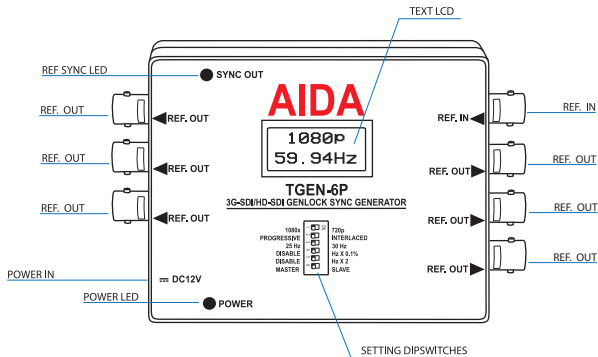 TEXT LCD
REF SYNC LED
SYNC OUT
AIDA
REF. OUT
REF. OUT
REF. IN
REF. IN
1080p
59.94Hz
REF. OUT
REF. OUT
REF. OUT
REF. OUT
TGEN-6P
3G-SDI/HD-SDI GENLOCK SYNC GENERATOR
REF. OUT
REF. OUT
REF. OUT
REF. OUT
1080x 720p
PROGRESSIVE INTERLACED
25 Hz 30 Hz
DISABLE Hz X 0.1%
DISABLE Hz X 2
MASTER SLAVE
REF. OUT
REF. OUT
POWER IN
DC12V
POWER LED
POWER
SETTING DIPSWITCHES